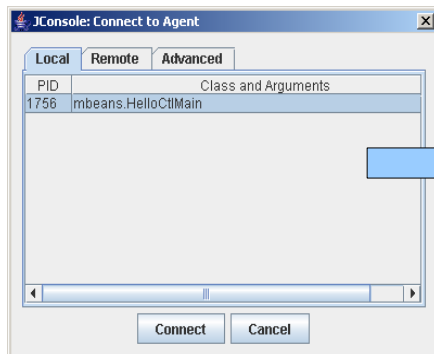 JConsole: Connect to Agent
Local Remote Advanced
PID Class and Arguments
1756 mbeans.HelloCtlMain
Connect Cancel